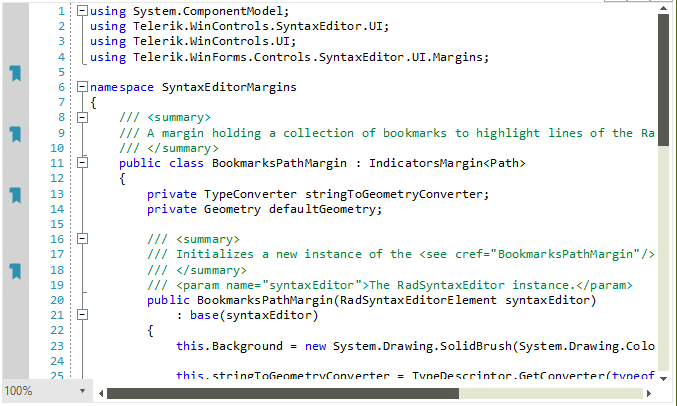 1 using System.ComponentModel;
2 using Telerik.WinControls.SyntaxEditor.UI;
3 using Telerik.WinControls.UI;
4 using Telerik.WinForms.Controls.SyntaxEditor.UI.Margins;
5
6 namespace SyntaxEditorMargins
7 {
8 /// <summary>
9 /// A margin holding a collection of bookmarks to highlight lines of the Ra
10 /// </summary>
11 public class BookmarksPathMargin : IndicatorsMargin<Path>
12 {
13 private TypeConverter stringToGeometryConverter;
14 private Geometry defaultGeometry;
15
16 /// <summary>
17 /// Initializes a new instance of the <see cref="BookmarksPathMargin"/>
18 /// </summary>
19 /// <param name="syntaxEditor">The RadSyntaxEditor instance.</param>
20 public BookmarksPathMargin(RadSyntaxEditorElement syntaxEditor)
21 : base(syntaxEditor)
22 {
23 this.Background = new System.Drawing.SolidBrush(System.Drawing.Colo
24
25 this.stringToGeometryConverter = TypeDescriptor.GetConverter(typeof
100%